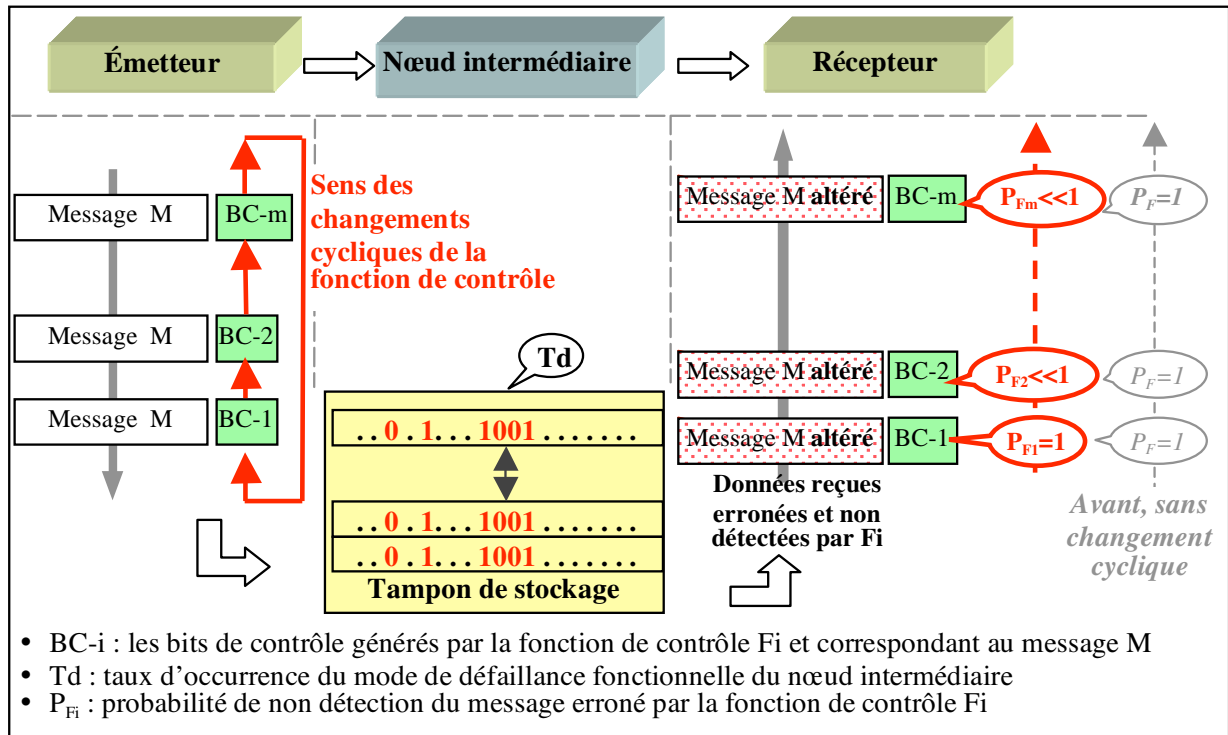 Émetteur
Nœud intermédiaire
Récepteur
Message M
BC-m
Message M
BC-2
Message M
BC-1
Sens des
changements
cycliques de la
fonction de contrôle
Td
. . 0 . 1. . . 1001 . . . . . . .
. . 0 . 1. . . 1001 . . . . . . .
. . 0 . 1. . . 1001 . . . . . . .
Tampon de stockage
Message M altéré
BC-m
PFm<<1
PF=1
Message M altéré
BC-2
PF2<<1
PF=1
Message M altéré
BC-1
PF1=1
PF=1
Données reçues
erronées et non
détectées par Fi
Avant, sans
changement
cyclique
• BC-i : les bits de contrôle générés par la fonction de contrôle Fi et correspondant au message M
• Td : taux d'occurrence du mode de défaillance fonctionnelle du nœud intermédiaire
• PFi : probabilité de non détection du message erroné par la fonction de contrôle Fi